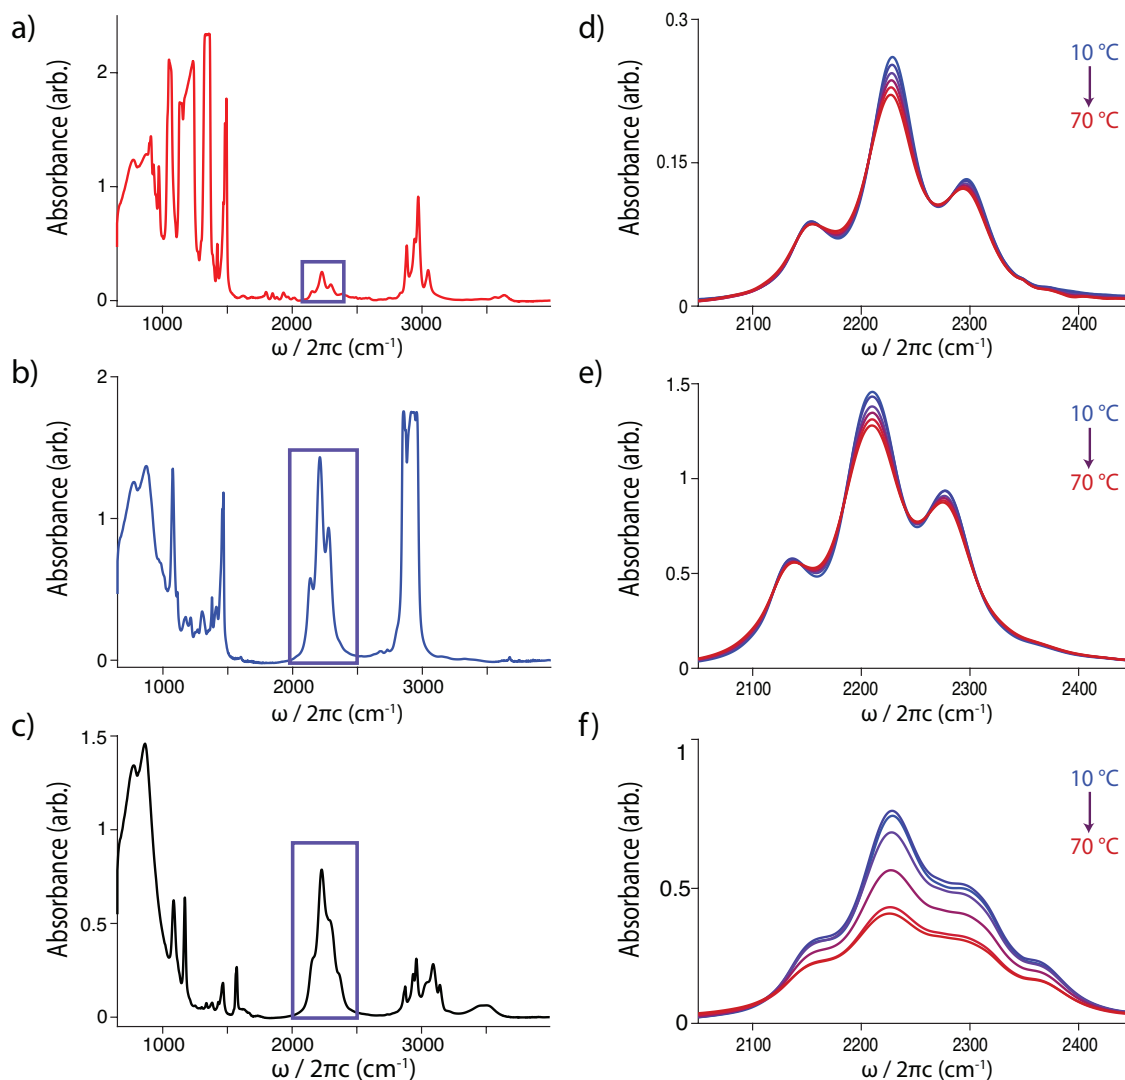 a)
Absorbance (arb.)
2
1
0
1000
2000
3000
ω / 2πc (cm⁻¹)
d)
Absorbance (arb.)
0.3
0.15
0
10 °C
70 °C
2100
2200
2300
2400
ω / 2πc (cm⁻¹)
b)
Absorbance (arb.)
2
1
0
1000
2000
3000
ω / 2πc (cm⁻¹)
e)
Absorbance (arb.)
1.5
1
0.5
0
10 °C
70 °C
2100
2200
2300
2400
ω / 2πc (cm⁻¹)
c)
Absorbance (arb.)
1.5
1
0.5
0
1000
2000
3000
ω / 2πc (cm⁻¹)
f)
Absorbance (arb.)
1
0.5
0
10 °C
70 °C
2100
2200
2300
2400
ω / 2πc (cm⁻¹)